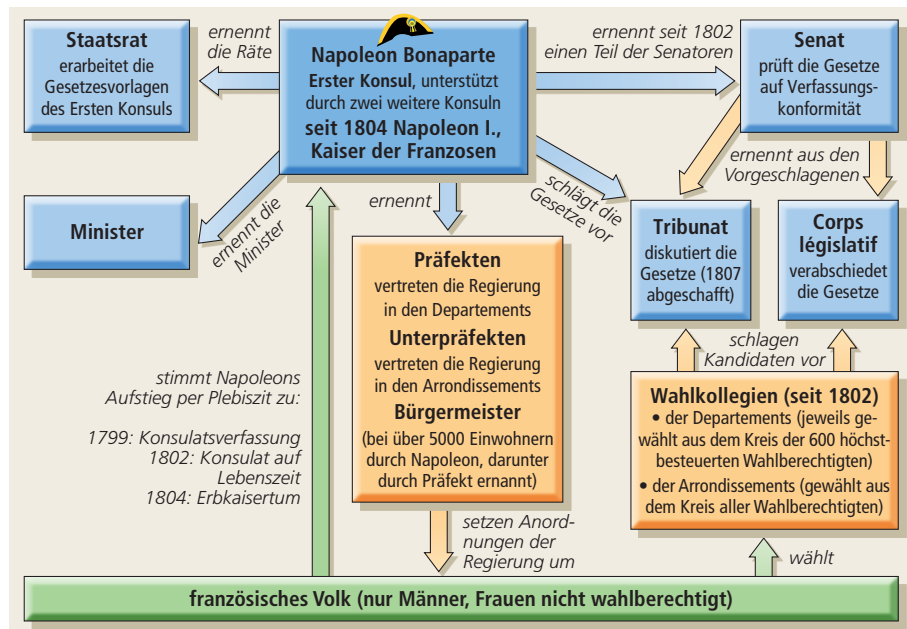 Staatsrat
erarbeitet die
Gesetzesvorlagen
des Ersten Konsuls
ernennt
die Räte
Napoleon Bonaparte
Erster Konsul, unterstützt
durch zwei weitere Konsuln
seit 1804 Napoleon I.,
Kaiser der Franzosen
ernennt seit 1802
einen Teil der Senatoren
Senat
prüft die Gesetze
auf Verfassungs-
konformität
Minister
ernennt die
Minister
ernennt
schlägt die
Gesetze vor
ernennt aus den
Vorgeschlagenen
Tribunat
diskutiert die
Gesetze (1807
abgeschafft)
Corps
législatif
verabschiedet
die Gesetze
Präfekten
vertreten die Regierung
in den Departements
Unterpräfekten
vertreten die Regierung
in den Arrondissements
Bürgermeister
(bei über 5000 Einwohnern
durch Napoleon, darunter
durch Präfekt ernannt)
schlagen
Kandidaten vor
stimmt Napoleons
Aufstieg per Plebiszit zu:
1799: Konsulatsverfassung
1802: Konsulat auf
Lebenszeit
1804: Erbkaisertum
Wahlkollegien (seit 1802)
• der Departements (jeweils ge-
wählt aus dem Kreis der 600 höchst-
besteuerten Wahlberechtigten)
• der Arrondissements (gewählt aus
dem Kreis aller Wahlberechtigten)
setzen Anord-
nungen der
Regierung um
wählt
französisches Volk (nur Männer, Frauen nicht wahlberechtigt)